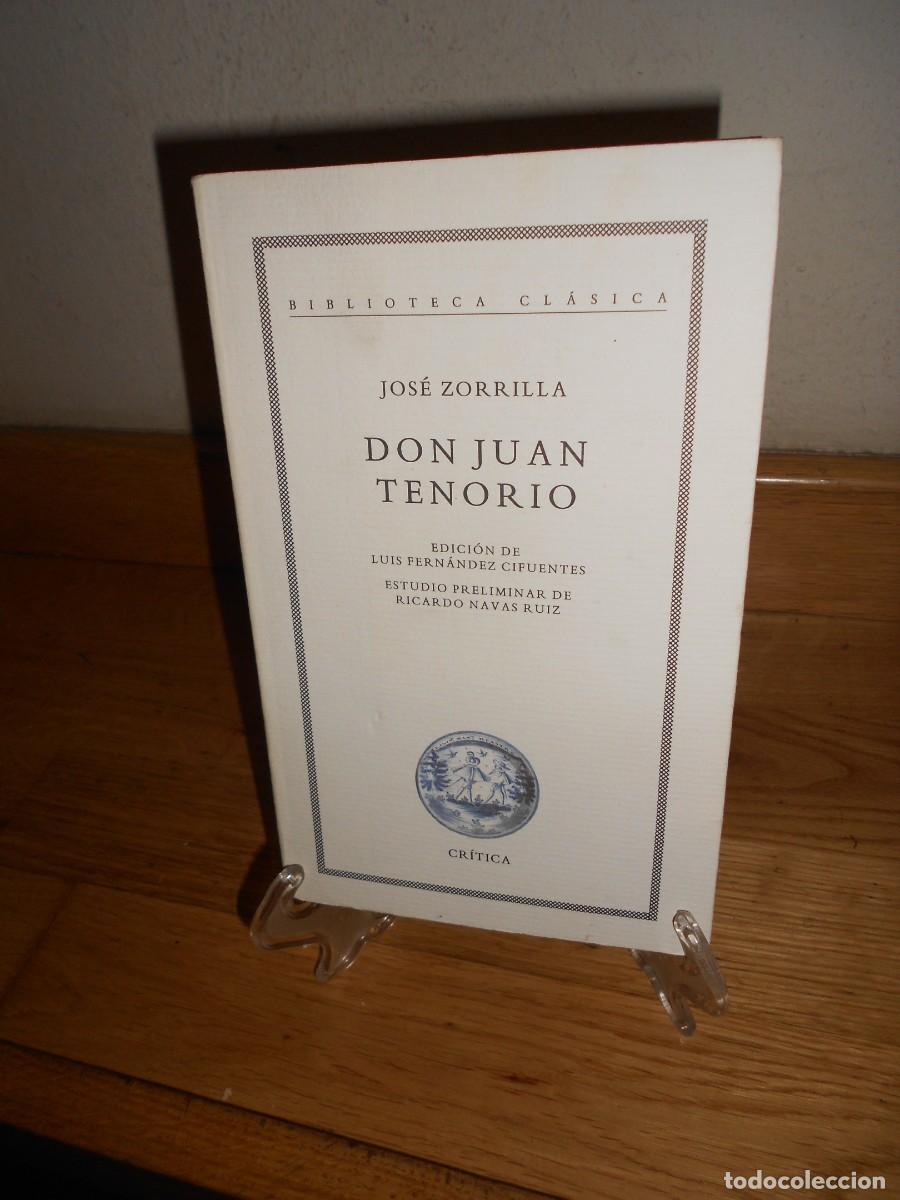 BIBLIOTECA CLÁSICA
JOSÉ ZORRILLA
DON JUAN
TENORIO
EDICIÓN DE
LUIS FERNÁNDEZ CIFUENTES
ESTUDIO PRELIMINAR DE
RICARDO NAVAS RUIZ
CRÍTICA
todocoleccion